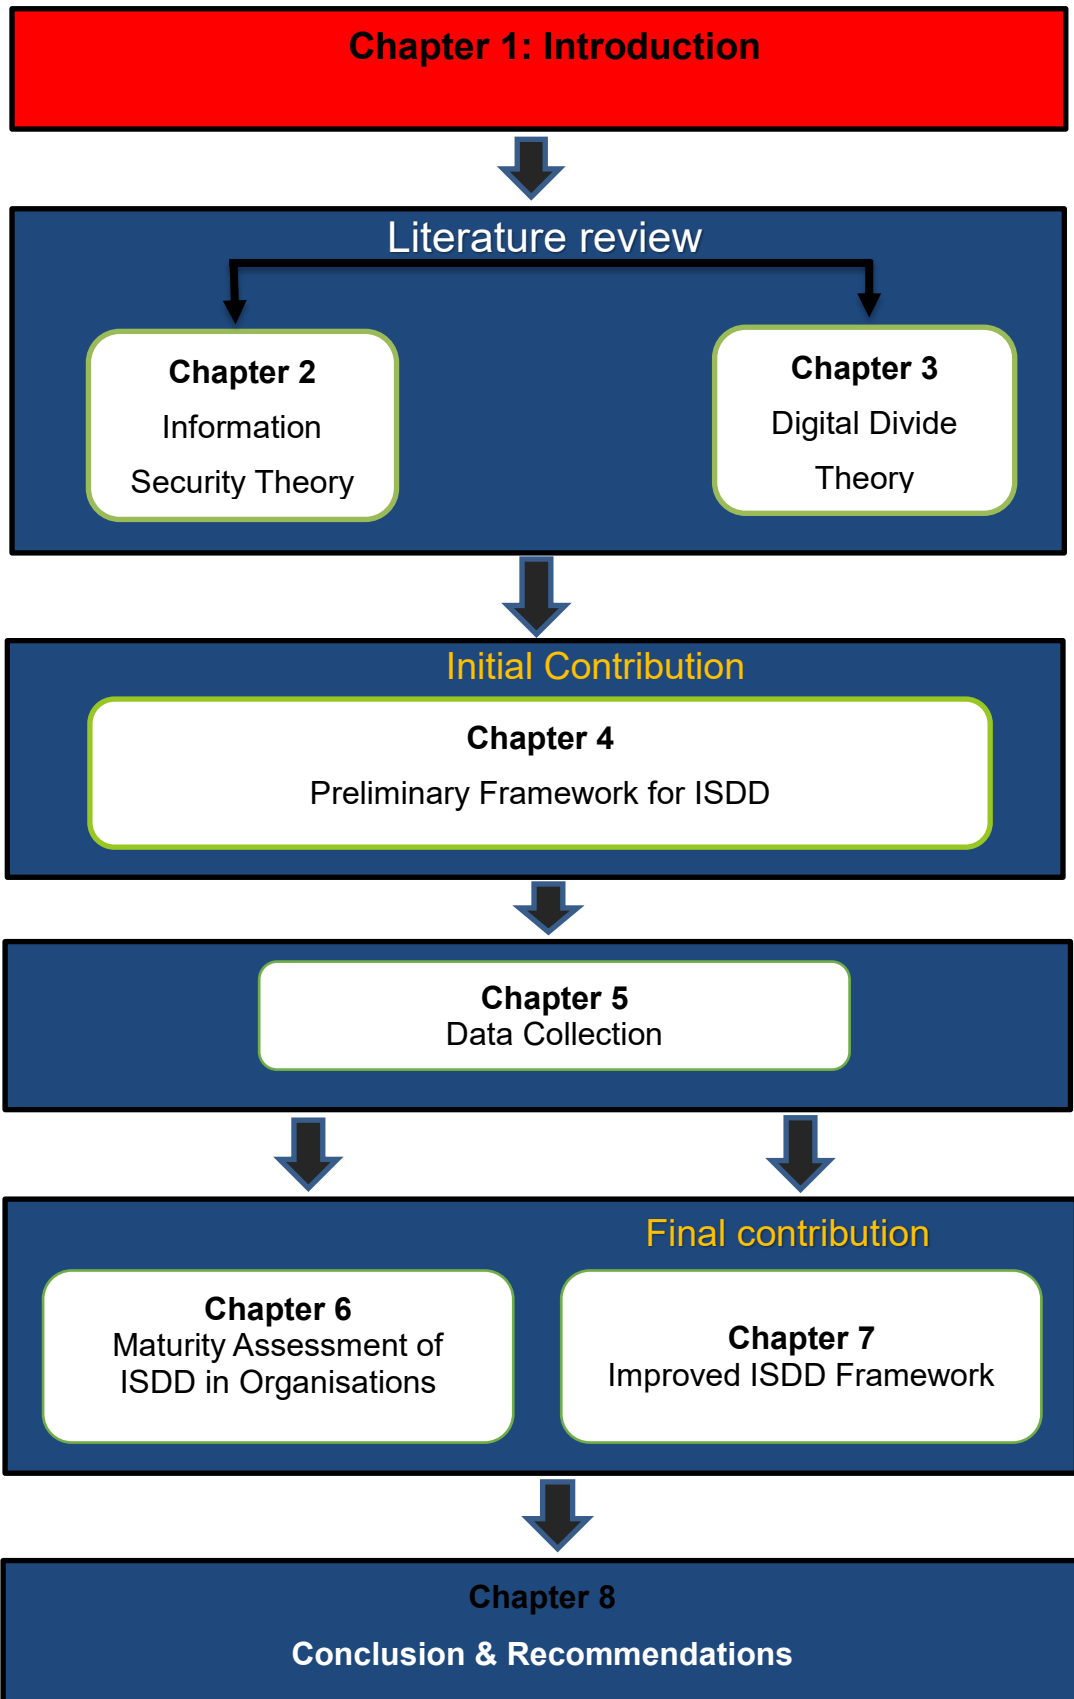 Chapter 1: Introduction
Literature review
Chapter 2
Information
Security Theory
Chapter 3
Digital Divide
Theory
Initial Contribution
Chapter 4
Preliminary Framework for ISDD
Chapter 5
Data Collection
Final contribution
Chapter 6
Maturity Assessment of
ISDD in Organisations
Chapter 7
Improved ISDD Framework
Chapter 8
Conclusion & Recommendations